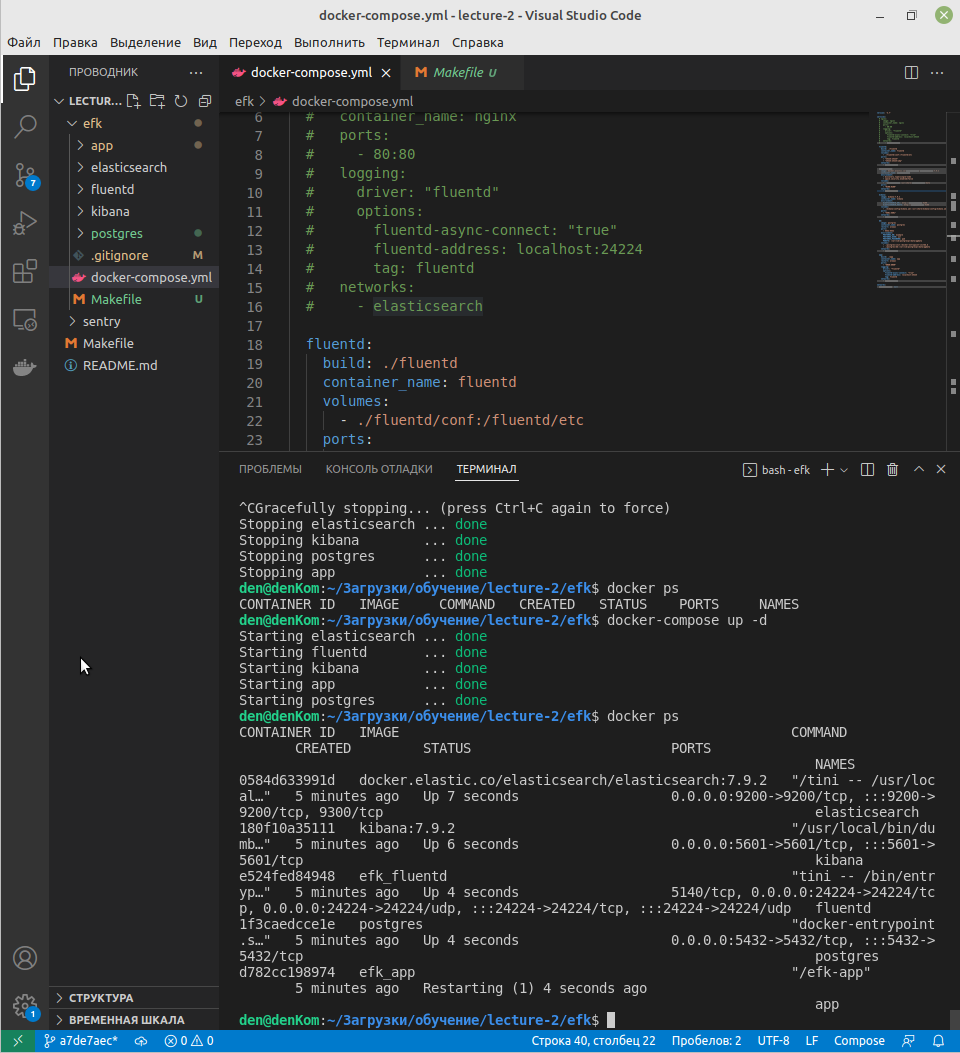 docker-compose.yml - lecture-2 - Visual Studio Code
Файл Правка Выделение Вид Переход Выполнить Терминал Справка
ПРОВОДНИК
LECTUR...
efk
app
elasticsearch
fluentd
kibana
postgres
.gitignore M
docker-compose.yml
Makefile U
sentry
Makefile
README.md
7
СТРУКТУРА
ВРЕМЕННАЯ ШКАЛА
1
docker-compose.yml Makefile U
efk > docker-compose.yml
6 # container_name: nginx
7 # ports:
8 # - 80:80
9 # logging:
10 # driver: "fluentd"
11 # options:
12 # fluentd-async-connect: "true"
13 # fluentd-address: localhost:24224
14 # tag: fluentd
15 # networks:
16 # - elasticsearch
17
18 fluentd:
19 build: ./fluentd
20 container_name: fluentd
21 volumes:
22 - ./fluentd/conf:/fluentd/etc
23 ports:
ПРОБЛЕМЫ КОНСОЛЬ ОТЛАДКИ ТЕРМИНАЛ bash - efk
^CGracefully stopping... (press Ctrl+C again to force)
Stopping elasticsearch ... done
Stopping kibana ... done
Stopping postgres ... done
Stopping app ... done
den@denKom:~/Загрузки/обучение/lecture-2/efk$ docker ps
CONTAINER ID IMAGE COMMAND CREATED STATUS PORTS NAMES
den@denKom:~/Загрузки/обучение/lecture-2/efk$ docker-compose up -d
Starting elasticsearch ... done
Starting fluentd ... done
Starting kibana ... done
Starting app ... done
Starting postgres ... done
den@denKom:~/Загрузки/обучение/lecture-2/efk$ docker ps
CONTAINER ID IMAGE COMMAND
CREATED STATUS PORTS
NAMES
0584d633991d docker.elastic.co/elasticsearch/elasticsearch:7.9.2 "/tini -- /usr/loc
al…" 5 minutes ago Up 7 seconds 0.0.0.0:9200->9200/tcp, :::9200->
9200/tcp, 9300/tcp elasticsearch
180f10a35111 kibana:7.9.2 "/usr/local/bin/du
mb…" 5 minutes ago Up 6 seconds 0.0.0.0:5601->5601/tcp, :::5601->
5601/tcp kibana
e524fed84948 efk_fluentd "tini -- /bin/entr
yp…" 5 minutes ago Up 4 seconds 5140/tcp, 0.0.0.0:24224->24224/tc
p, 0.0.0.0:24224->24224/udp, :::24224->24224/tcp, :::24224->24224/udp fluentd
1f3caedcce1e postgres "docker-entrypoint
.s…" 5 minutes ago Up 4 seconds 0.0.0.0:5432->5432/tcp, :::5432->
5432/tcp postgres
d782cc198974 efk_app "/efk-app"
5 minutes ago Restarting (1) 4 seconds ago
app
den@denKom:~/Загрузки/обучение/lecture-2/efk$
a7de7aec* 0 0 Строка 40, столбец 22 Пробелов: 2 UTF-8 LF Compose